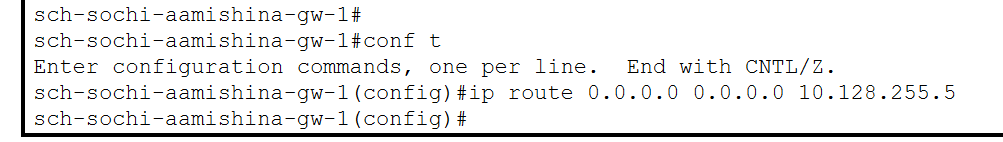 sch-sochi-aamishina-gw-1#
sch-sochi-aamishina-gw-1#conf t
Enter configuration commands, one per line.  End with CNTL/Z.
sch-sochi-aamishina-gw-1(config)#ip route 0.0.0.0 0.0.0.0 10.128.255.5
sch-sochi-aamishina-gw-1(config)#